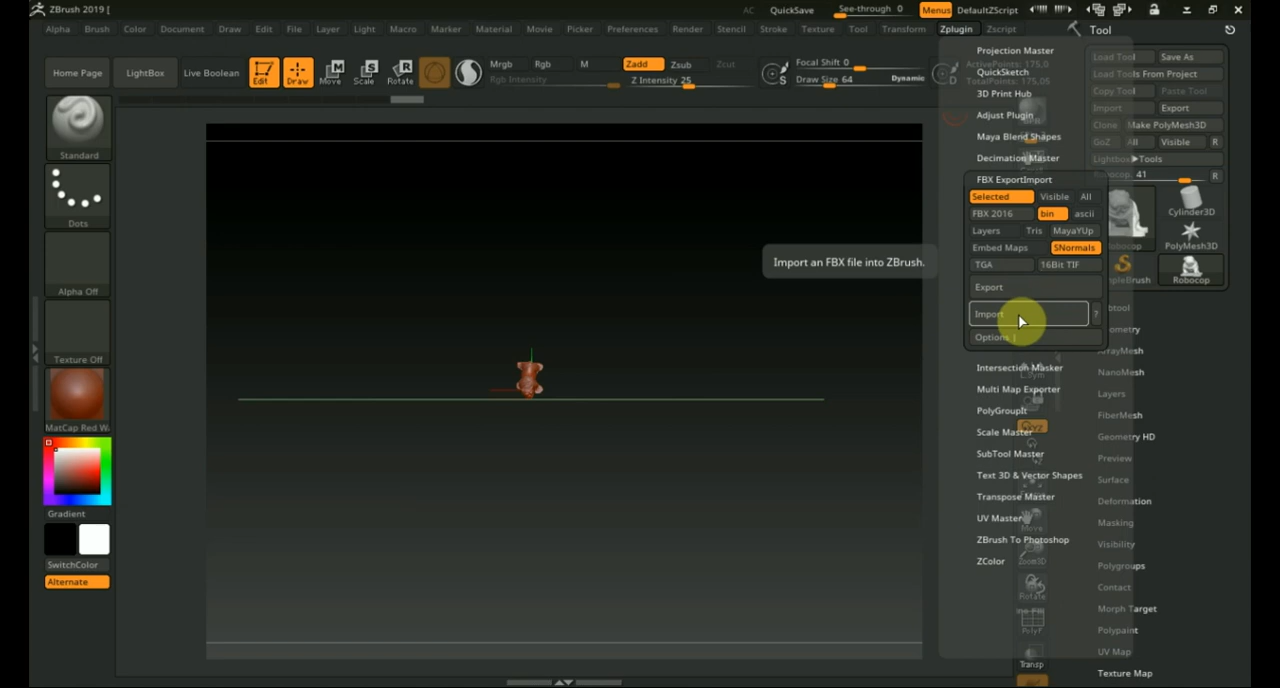 ZBrush 2019 [
AC QuickSave See-through 0 Menus DefaultZScript
Alpha Brush Color Document Draw Edit File Layer Light Macro Marker Material Movie Picker Preferences Render Stencil Stroke Texture Tool Transform Zplugin Zscript
Tool
Home Page LightBox Live Boolean Edit Draw Move Scale Rotate
Mrgb Rgb M Zadd Zsub Zcut
Rgb Intensity Z Intensity 25
Focal Shift 0
Draw Size 64 Dynamic
S
D
Standard
Dots
Alpha Off
Texture Off
MatCap Red W
Gradient
SwitchColor
Alternate
Import an FBX file into ZBrush.
Projection Master
QuickSketch
3D Print Hub
Adjust Plugin
Maya Blend Shapes
Decimation Master
FBX ExportImport
Selected Visible All
FBX 2016 bin ascii
Layers Tris MayaYUp
Embed Maps SNormals
TGA 16Bit TIF
Export
Import ?
Options
Intersection Masker
Multi Map Exporter
PolyGroupIt
Scale Master
SubTool Master
Text 3D & Vector Shapes
Transpose Master
UV Master
ZBrush To Photoshop
ZColor
L.Sym
Move
Zoom3D
Rotate
PolyF
Transp
Load Tool Save As
Load Tools From Project
Copy Tool Paste Tool
Import Export
Clone Make PolyMesh3D
GoZ All Visible R
Lightbox▶Tools
Robocop. 41 R
Cylinder3D
PolyMesh3D
Robocop
ArrayMesh
NanoMesh
Layers
FiberMesh
Geometry HD
Preview
Surface
Deformation
Masking
Visibility
Polygroups
Contact
Morph Target
Polypaint
UV Map
Texture Map